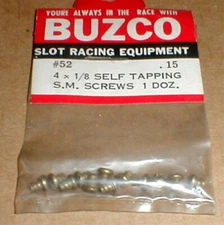 YOU'RE ALWAYS IN THE RACE WITH
BUZCO
SLOT RACING EQUIPMENT
#52 .15
4 x 1/8 SELF TAPPING
S.M. SCREWS 1 DOZ.